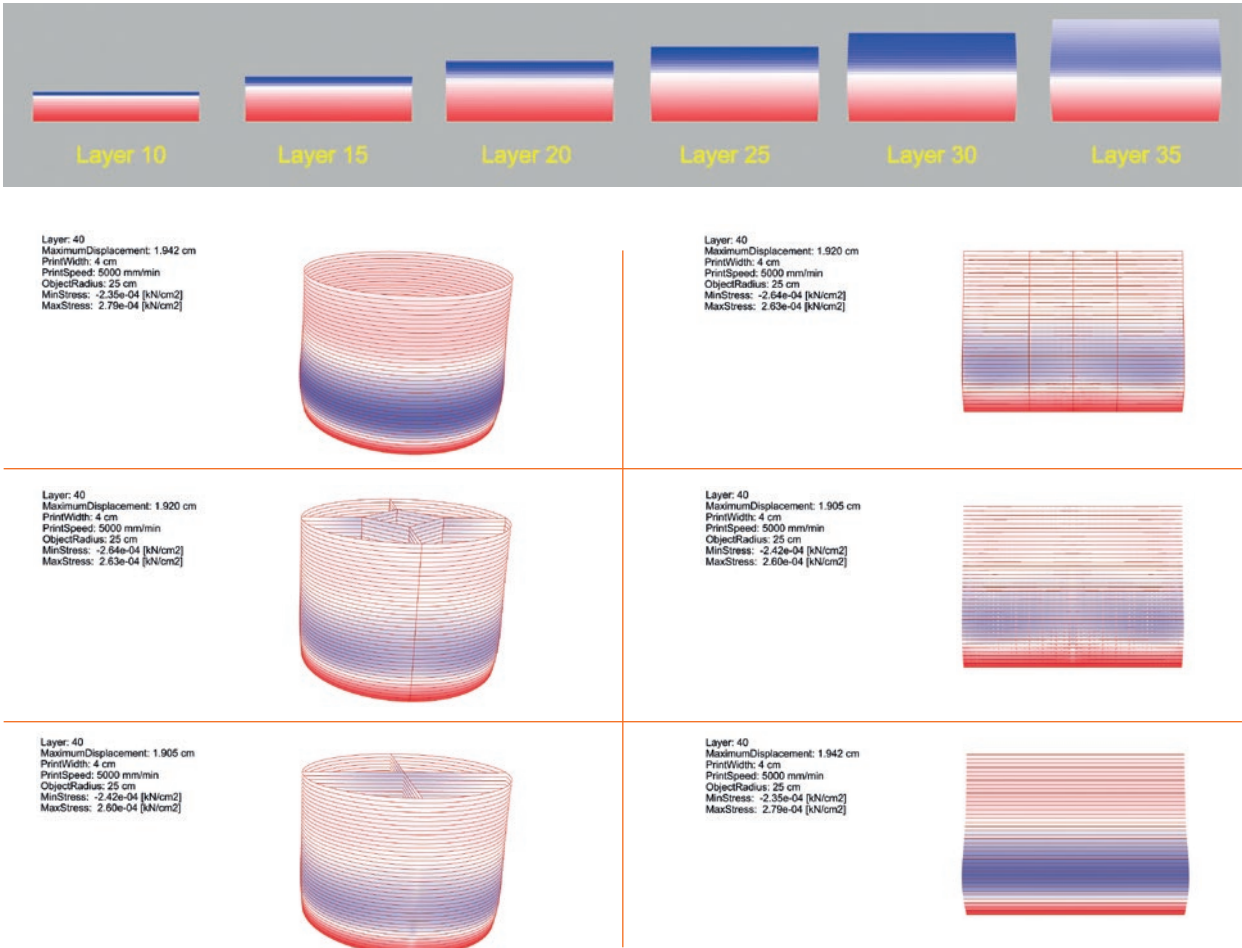 Layer 10
Layer 15
Layer 20
Layer 25
Layer 30
Layer 35
Layer: 40
MaximumDisplacement: 1.942 cm
PrintWidth: 4 cm
PrintSpeed: 5000 mm/min
ObjectRadius: 25 cm
MinStress: -2.35e-04 [kN/cm2]
MaxStress: 2.79e-04 [kN/cm2]
Layer: 40
MaximumDisplacement: 1.920 cm
PrintWidth: 4 cm
PrintSpeed: 5000 mm/min
ObjectRadius: 25 cm
MinStress: -2.64e-04 [kN/cm2]
MaxStress: 2.63e-04 [kN/cm2]
Layer: 40
MaximumDisplacement: 1.920 cm
PrintWidth: 4 cm
PrintSpeed: 5000 mm/min
ObjectRadius: 25 cm
MinStress: -2.64e-04 [kN/cm2]
MaxStress: 2.63e-04 [kN/cm2]
Layer: 40
MaximumDisplacement: 1.905 cm
PrintWidth: 4 cm
PrintSpeed: 5000 mm/min
ObjectRadius: 25 cm
MinStress: -2.42e-04 [kN/cm2]
MaxStress: 2.60e-04 [kN/cm2]
Layer: 40
MaximumDisplacement: 1.905 cm
PrintWidth: 4 cm
PrintSpeed: 5000 mm/min
ObjectRadius: 25 cm
MinStress: -2.42e-04 [kN/cm2]
MaxStress: 2.60e-04 [kN/cm2]
Layer: 40
MaximumDisplacement: 1.942 cm
PrintWidth: 4 cm
PrintSpeed: 5000 mm/min
ObjectRadius: 25 cm
MinStress: -2.35e-04 [kN/cm2]
MaxStress: 2.79e-04 [kN/cm2]